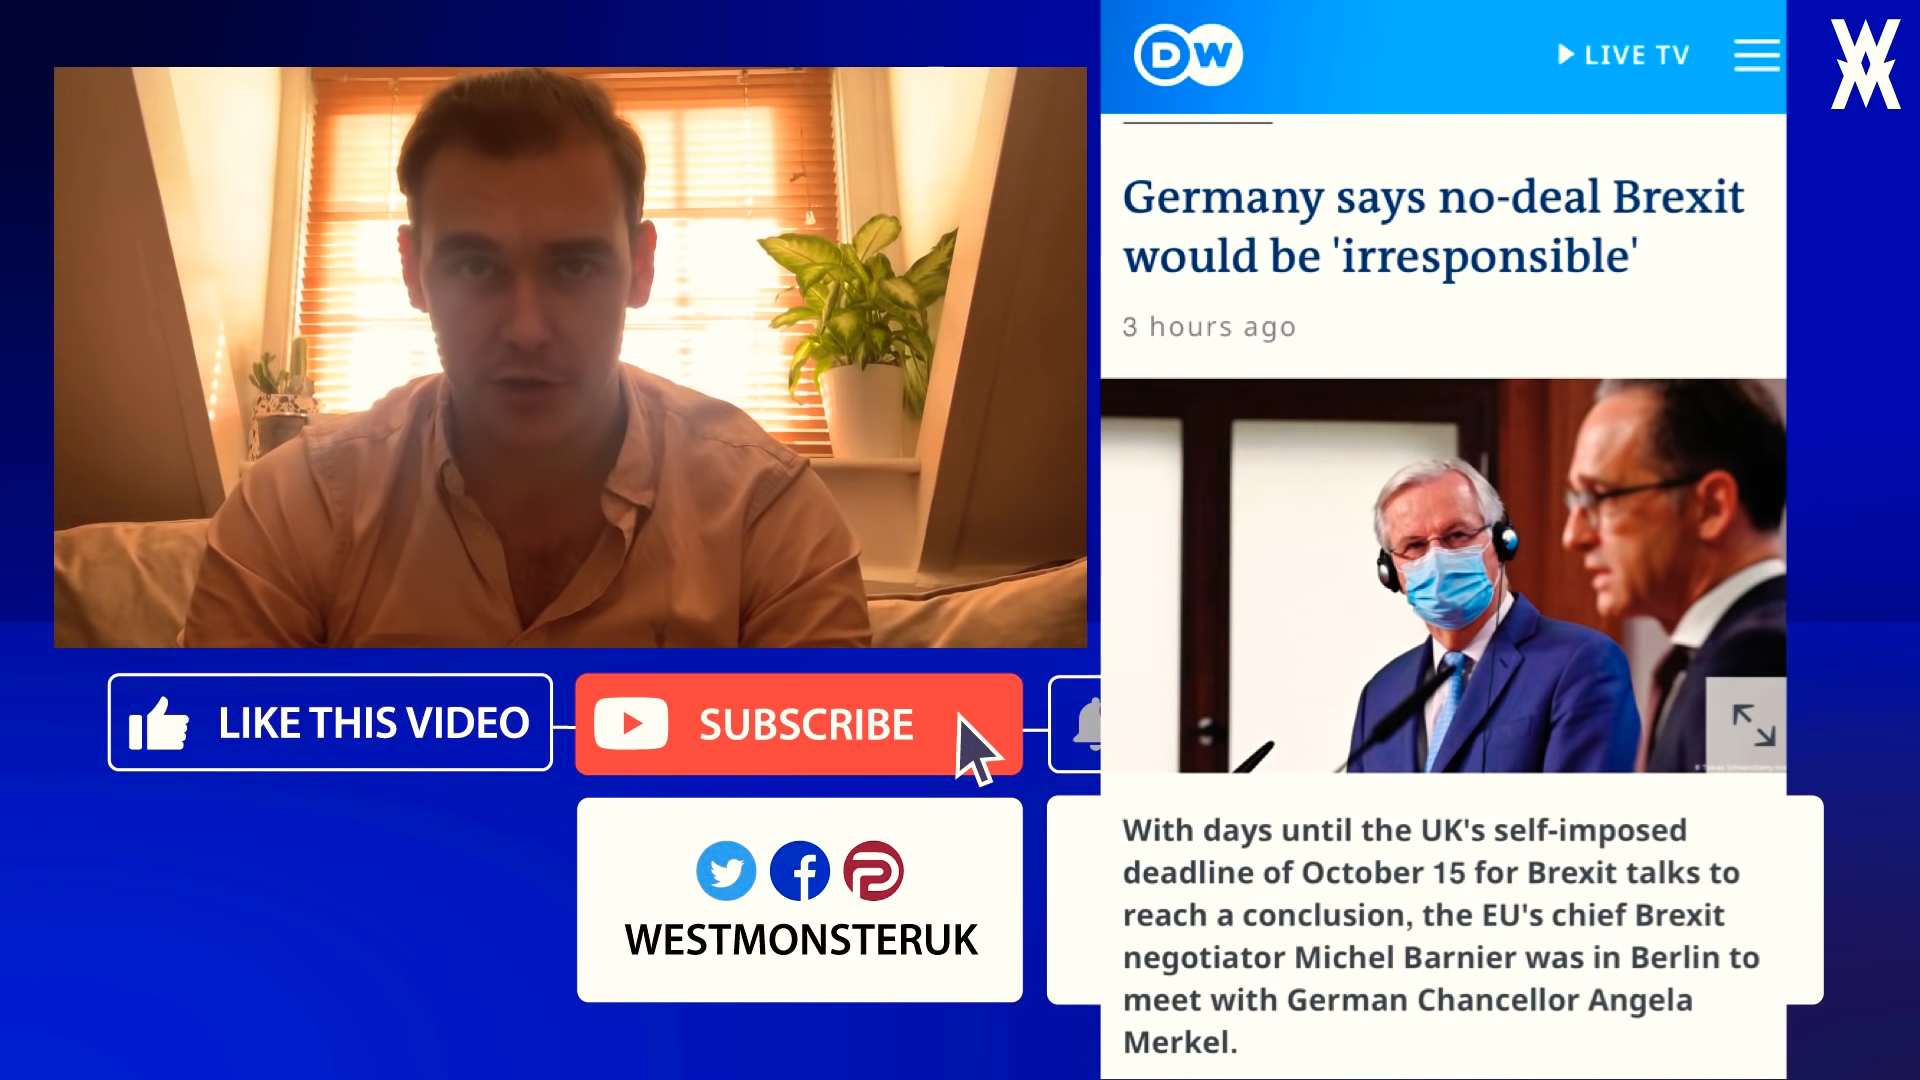 DW
LIVE TV
Germany says no-deal Brexit
would be 'irresponsible'
3 hours ago
With days until the UK's self-imposed
deadline of October 15 for Brexit talks to
reach a conclusion, the EU's chief Brexit
negotiator Michel Barnier was in Berlin to
meet with German Chancellor Angela
Merkel.
LIKE THIS VIDEO
SUBSCRIBE
WESTMONSTERUK